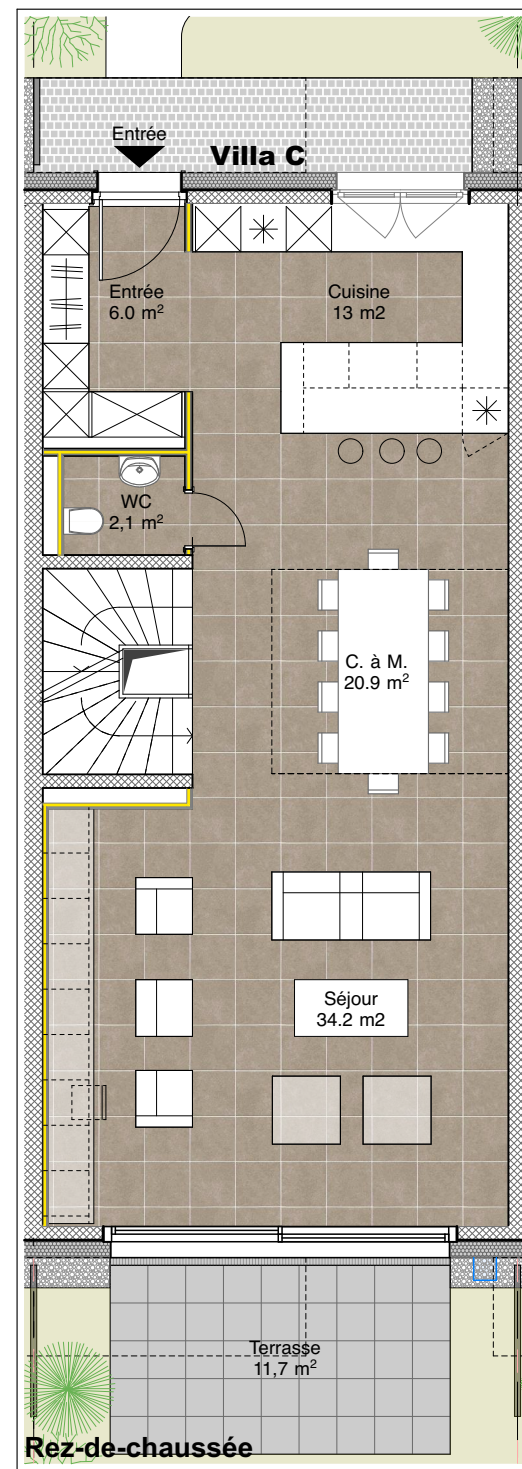 Entrée
Villa C
Entrée
6.0 m²
Cuisine
13 m2
WC
2,1 m²
C. à M.
20.9 m²
Séjour
34.2 m2
Terrasse
11,7 m²
Rez-de-chaussée